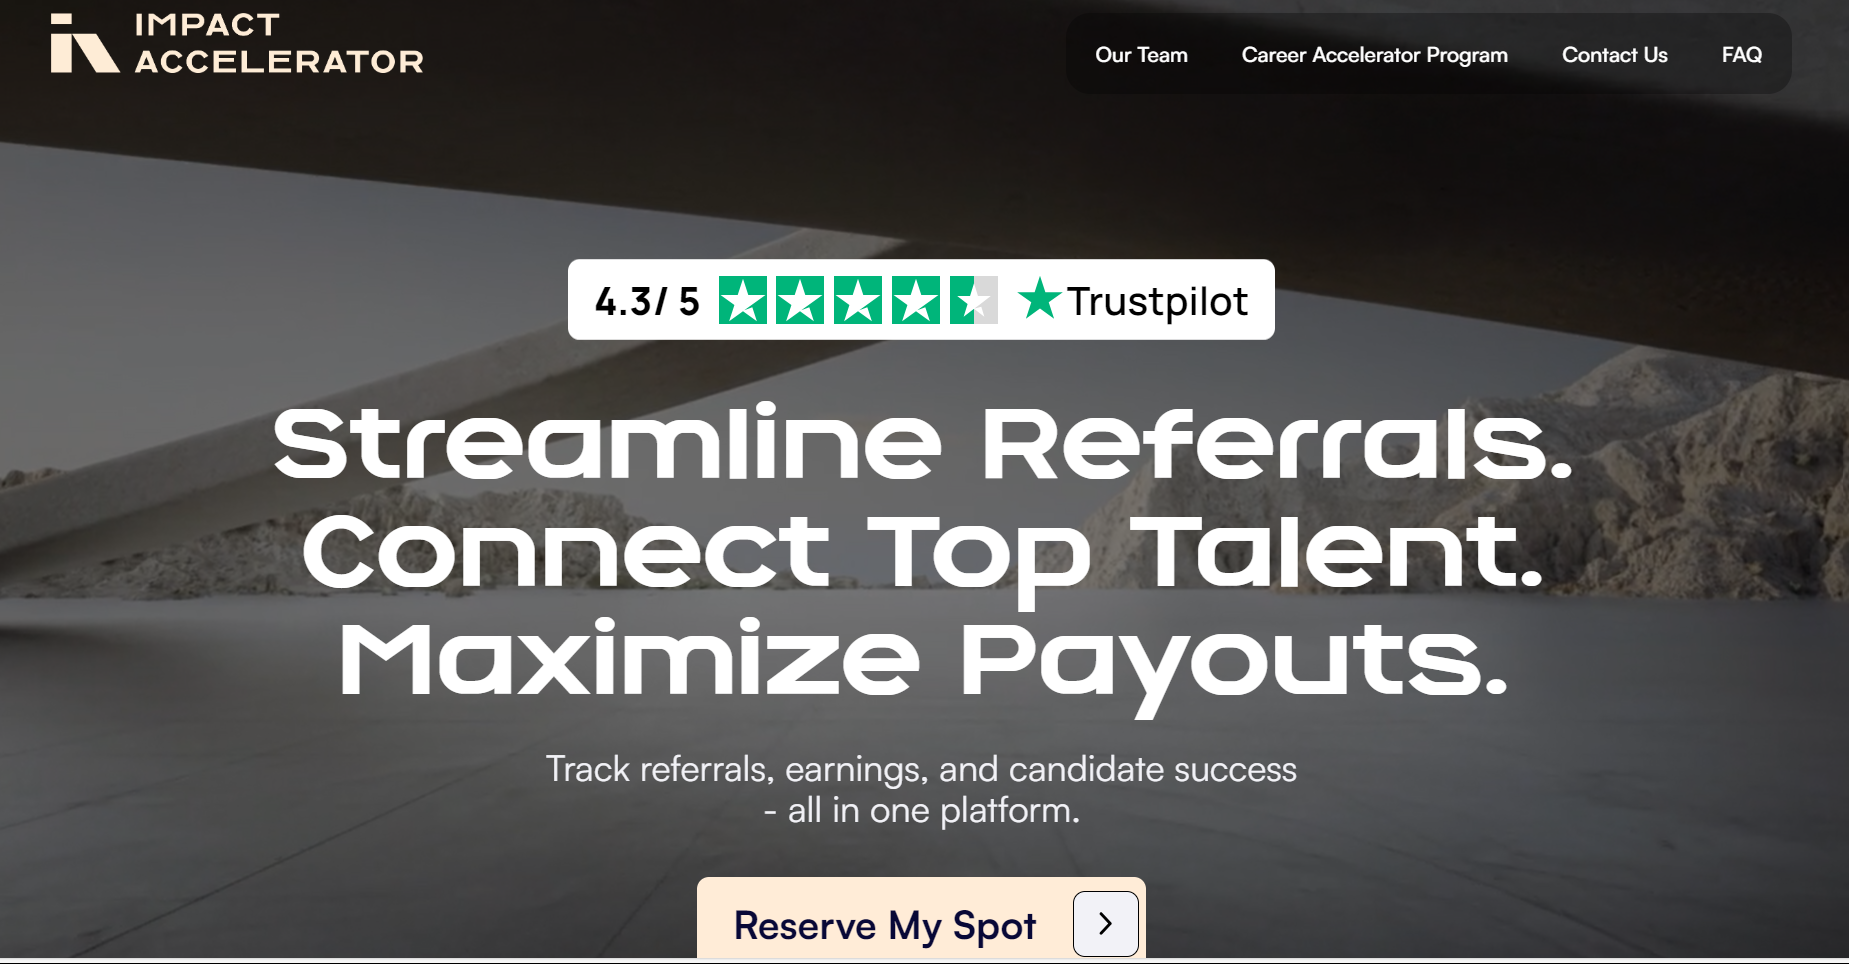 IMPACT
ACCELERATOR
Our Team
Career Accelerator Program
Contact Us
FAQ
4.3/ 5
Trustpilot
Streamline Referrals.
Connect Top Talent.
Maximize Payouts.
Track referrals, earnings, and candidate success
- all in one platform.
Reserve My Spot